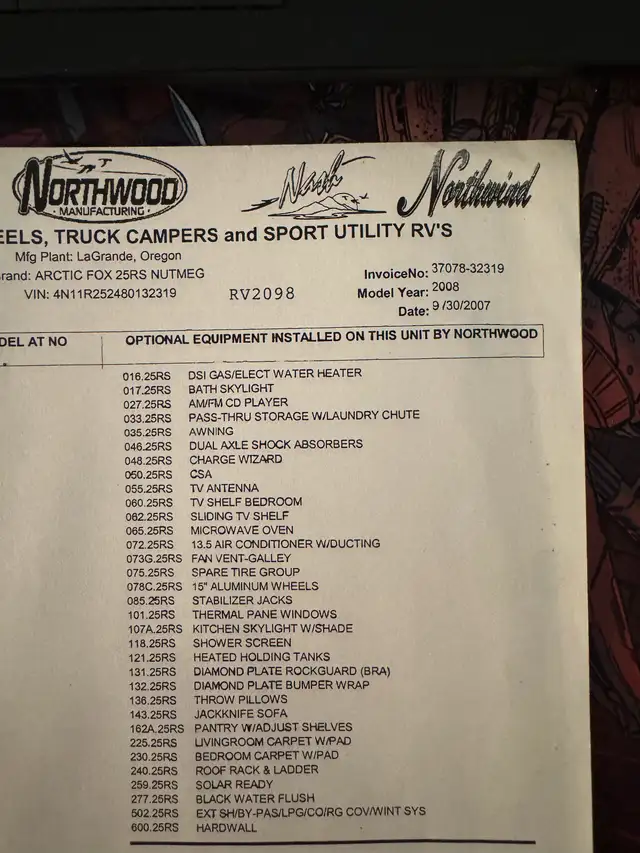 NORTHWOOD
MANUFACTURING
Nash
Northwind
EELS, TRUCK CAMPERS and SPORT UTILITY RV'S
Mfg Plant: LaGrande, Oregon
rand: ARCTIC FOX 25RS NUTMEG
VIN: 4N11R252480132319
RV2098
InvoiceNo: 37078-32319
Model Year: 2008
Date: 9/30/2007
DEL AT NO
OPTIONAL EQUIPMENT INSTALLED ON THIS UNIT BY NORTHWOOD
016.25RS DSI GAS/ELECT WATER HEATER
017.25RS BATH SKYLIGHT
027.25RS AM/FM CD PLAYER
033.25RS PASS-THRU STORAGE W/LAUNDRY CHUTE
035.25RS AWNING
046.25RS DUAL AXLE SHOCK ABSORBERS
048.25RS CHARGE WIZARD
050.25RS CSA
055.25RS TV ANTENNA
060.25RS TV SHELF BEDROOM
062.25RS SLIDING TV SHELF
065.25RS MICROWAVE OVEN
072.25RS 13.5 AIR CONDITIONER W/DUCTING
073G.25RS FAN VENT-GALLEY
075.25RS SPARE TIRE GROUP
078C.25RS 15" ALUMINUM WHEELS
085.25RS STABILIZER JACKS
101.25RS THERMAL PANE WINDOWS
107A.25RS KITCHEN SKYLIGHT W/SHADE
118.25RS SHOWER SCREEN
121.25RS HEATED HOLDING TANKS
131.25RS DIAMOND PLATE ROCKGUARD (BRA)
132.25RS DIAMOND PLATE BUMPER WRAP
136.25RS THROW PILLOWS
143.25RS JACKKNIFE SOFA
162A.25RS PANTRY W/ADJUST SHELVES
225.25RS LIVINGROOM CARPET W/PAD
230.25RS BEDROOM CARPET W/PAD
240.25RS ROOF RACK & LADDER
259.25RS SOLAR READY
277.25RS BLACK WATER FLUSH
502.25RS EXT SH/BY-PAS/LPG/CO/RG COV/WINT SYS
600.25RS HARDWALL